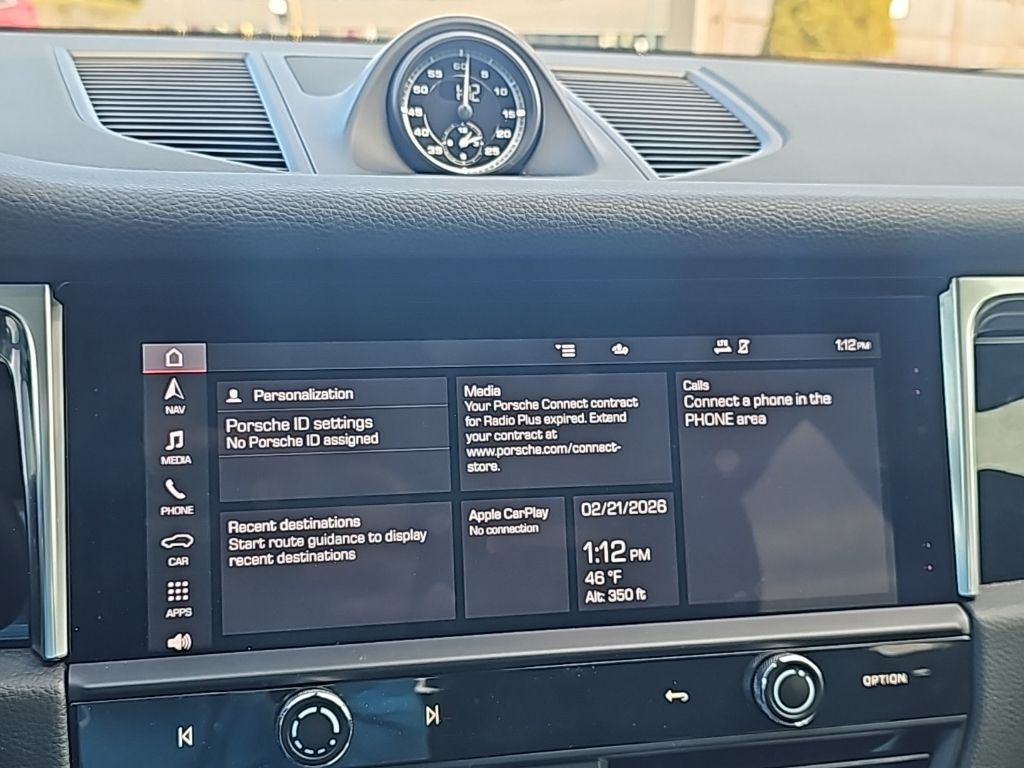 60
55
5
50
1:12
10
45
15
40
20
35
25
1:12 PM
NAV
MEDIA
PHONE
CAR
APPS
Personalization
Porsche ID settings
No Porsche ID assigned
Media
Your Porsche Connect contract
for Radio Plus expired. Extend
your contract at
www.porsche.com/connect-
store.
Calls
Connect a phone in the
PHONE area
Recent destinations
Start route guidance to display
recent destinations
Apple CarPlay
No connection
02/21/2026
1:12 PM
46 °F
Alt: 350 ft
LTE
OPTION